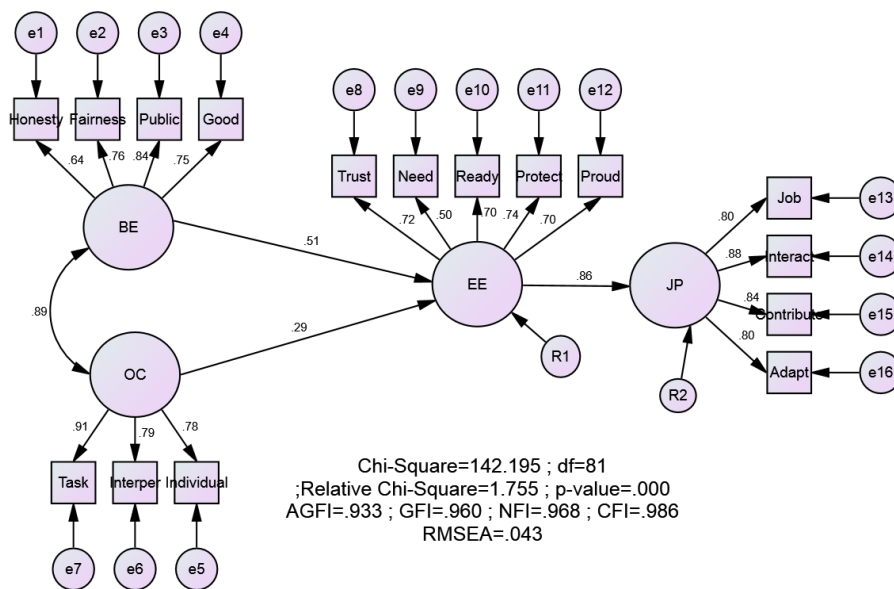 e1 e2 e3 e4
Honesty Fairness Public Good
.64 .76 .84 .75
BE
e8 e9 e10 e11 e12
Trust Need Ready Protect Proud
.72 .50 .70 .74 .70
.51
EE
.86
JP
Job e13
.80
Interact e14
.88
Contribute e15
.84
Adapt e16
.80
.89
.29
OC
R1
R2
.91 .79 .78
Task Interper Individual
e7 e6 e5
Chi-Square=142.195 ; df=81
;Relative Chi-Square=1.755 ; p-value=.000
AGFI=.933 ; GFI=.960 ; NFI=.968 ; CFI=.986
RMSEA=.043